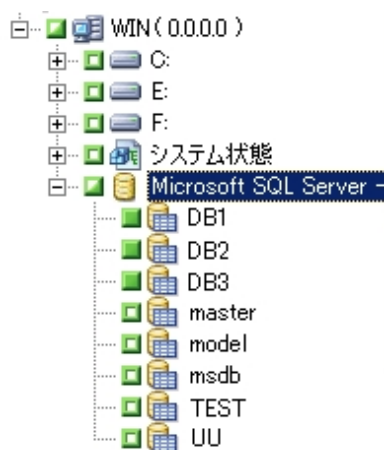 WIN( 0.0.0.0 )
C:
E:
F:
システム状態
Microsoft SQL Server -
DB1
DB2
DB3
master
model
msdb
TEST
UU